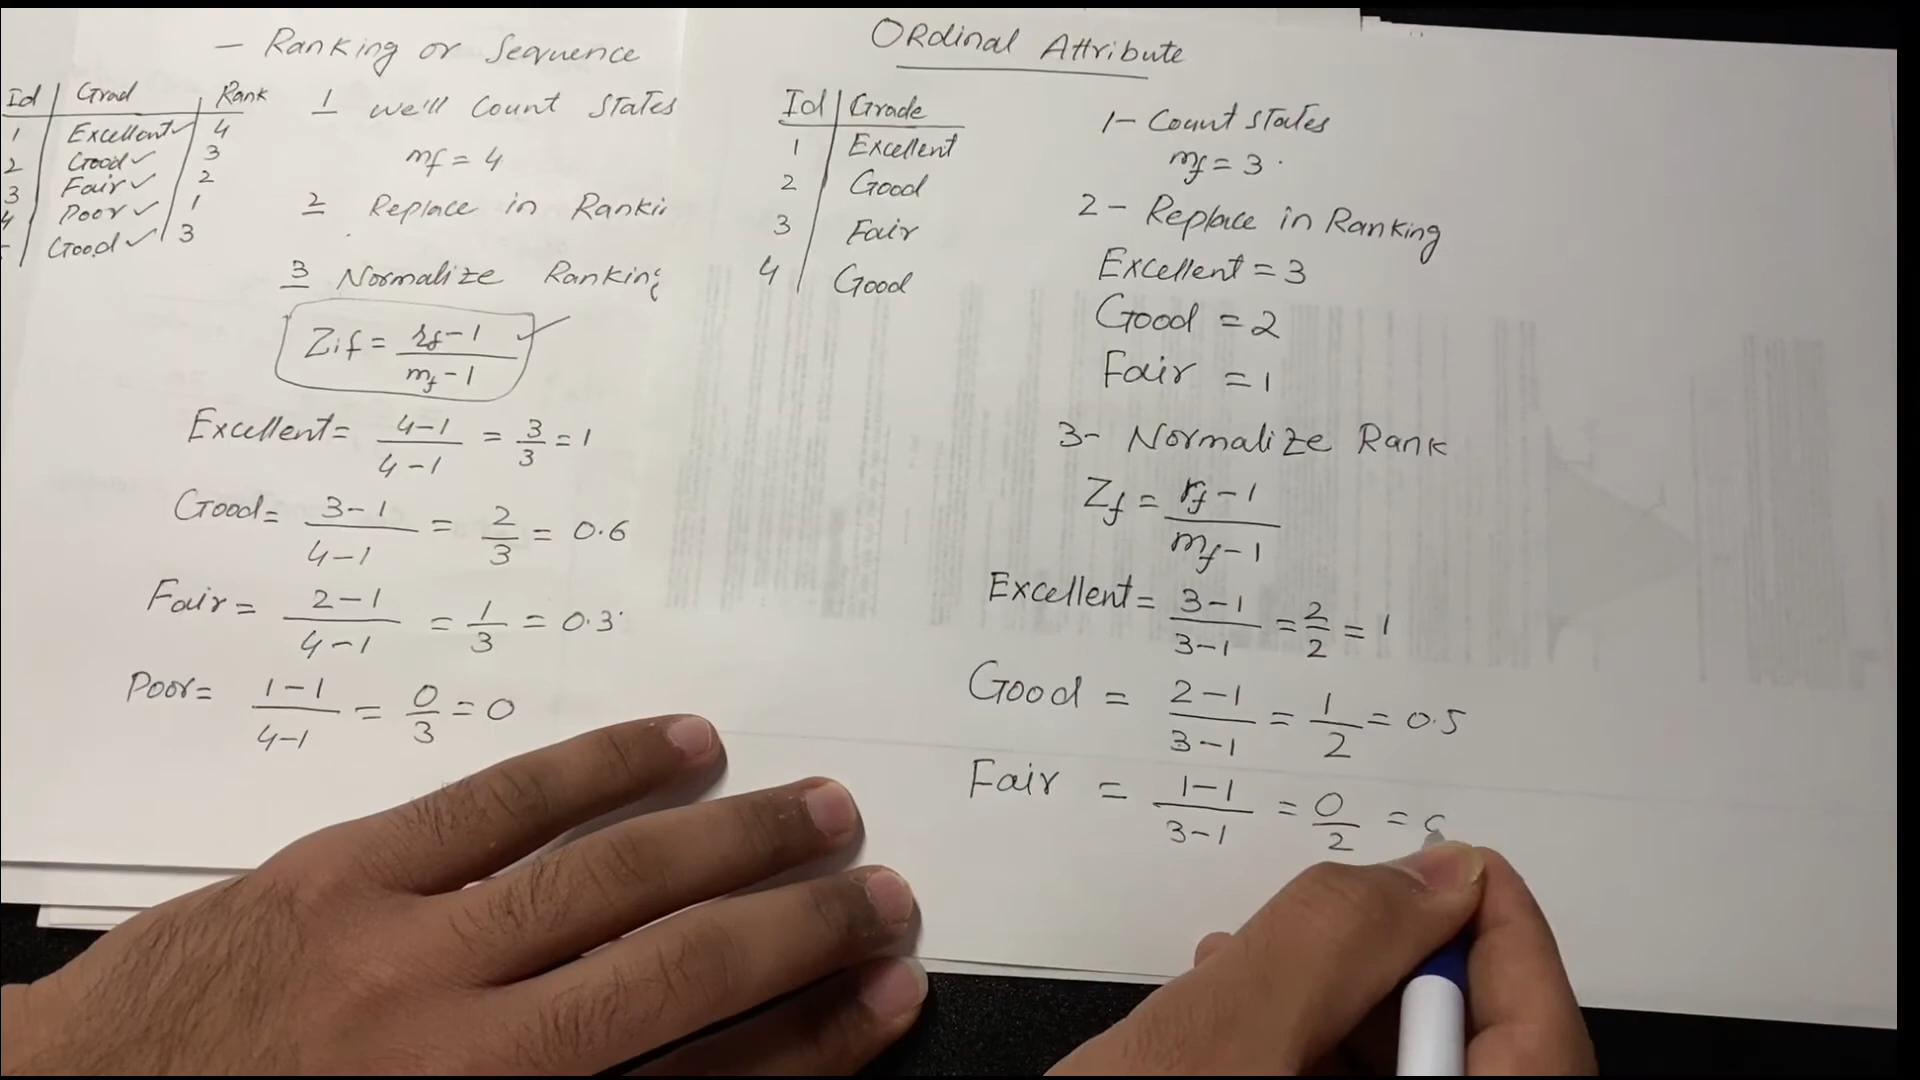 - Ranking or Sequence
Id Grad Rank
1 Excellent 4
2 Good 3
3 Fair 2
4 Poor 1
Good 3
1 we'll Count States
mf = 4
2 Replace in Rankin
3 Normalize Ranking
Zif = rf-1 / mf-1
Excellent = 4-1 / 4-1 = 3/3 = 1
Good = 3-1 / 4-1 = 2/3 = 0.6
Fair = 2-1 / 4-1 = 1/3 = 0.3
Poor = 1-1 / 4-1 = 0/3 = 0
Ordinal Attribute
Id Grade
1 Excellent
2 Good
3 Fair
4 Good
1- Count States
mf = 3
2- Replace in Ranking
Excellent = 3
Good = 2
Fair = 1
3- Normalize Rank
Zf = rf-1 / mf-1
Excellent = 3-1 / 3-1 = 2/2 = 1
Good = 2-1 / 3-1 = 1/2 = 0.5
Fair = 1-1 / 3-1 = 0/2 =